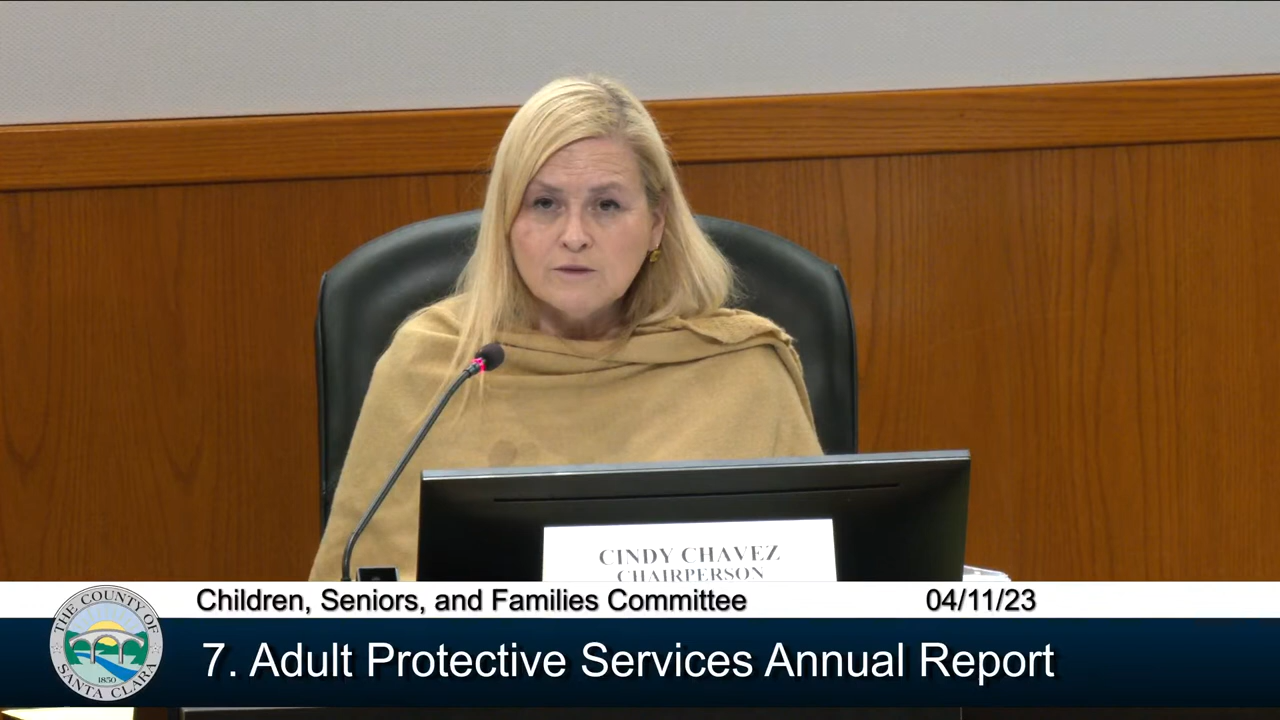 CINDY CHAVEZ
CHAIRPERSON
Children, Seniors, and Families Committee 04/11/23
THE COUNTY OF
SANTA CLARA
1850
7. Adult Protective Services Annual Report